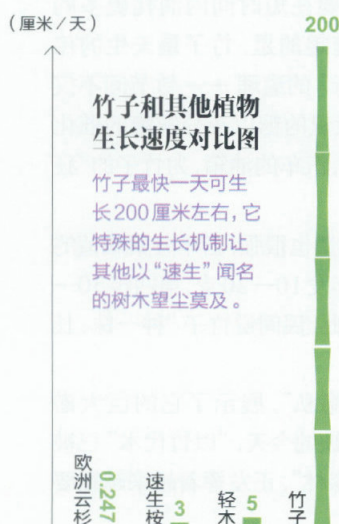 （厘米／天）
200
竹子和其他植物
生长速度对比图
竹子最快一天可生
长200厘米左右，它
特殊的生长机制让
其他以“速生”闻名
的树木望尘莫及。
欧洲云杉
0.247
速生桉
3
轻木
5
竹子